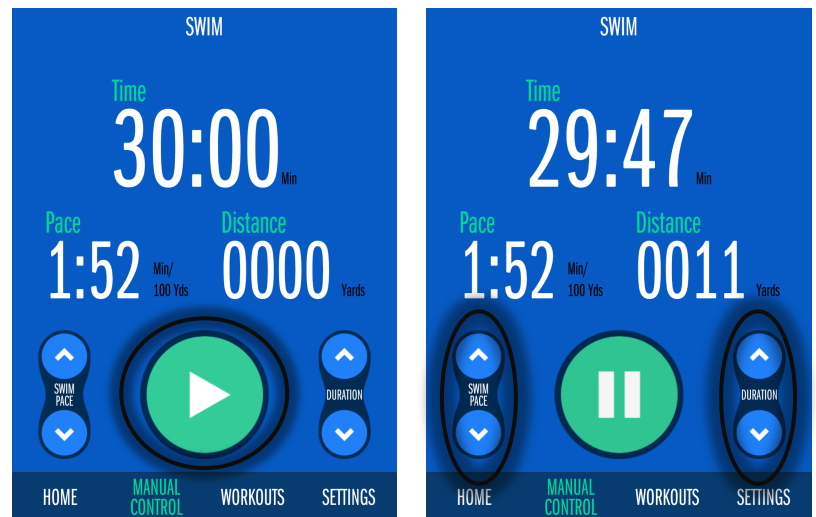 SWIM
Time
30:00 Min
Pace
Distance
1:52 Min/
100 Yds
0000 Yards
SWIM
PACE
DURATION
HOME
MANUAL
CONTROL
WORKOUTS
SETTINGS
SWIM
Time
29:47 Min
Pace
Distance
1:52 Min/
100 Yds
0011 Yards
SWIM
PACE
DURATION
HOME
MANUAL
CONTROL
WORKOUTS
SETTINGS